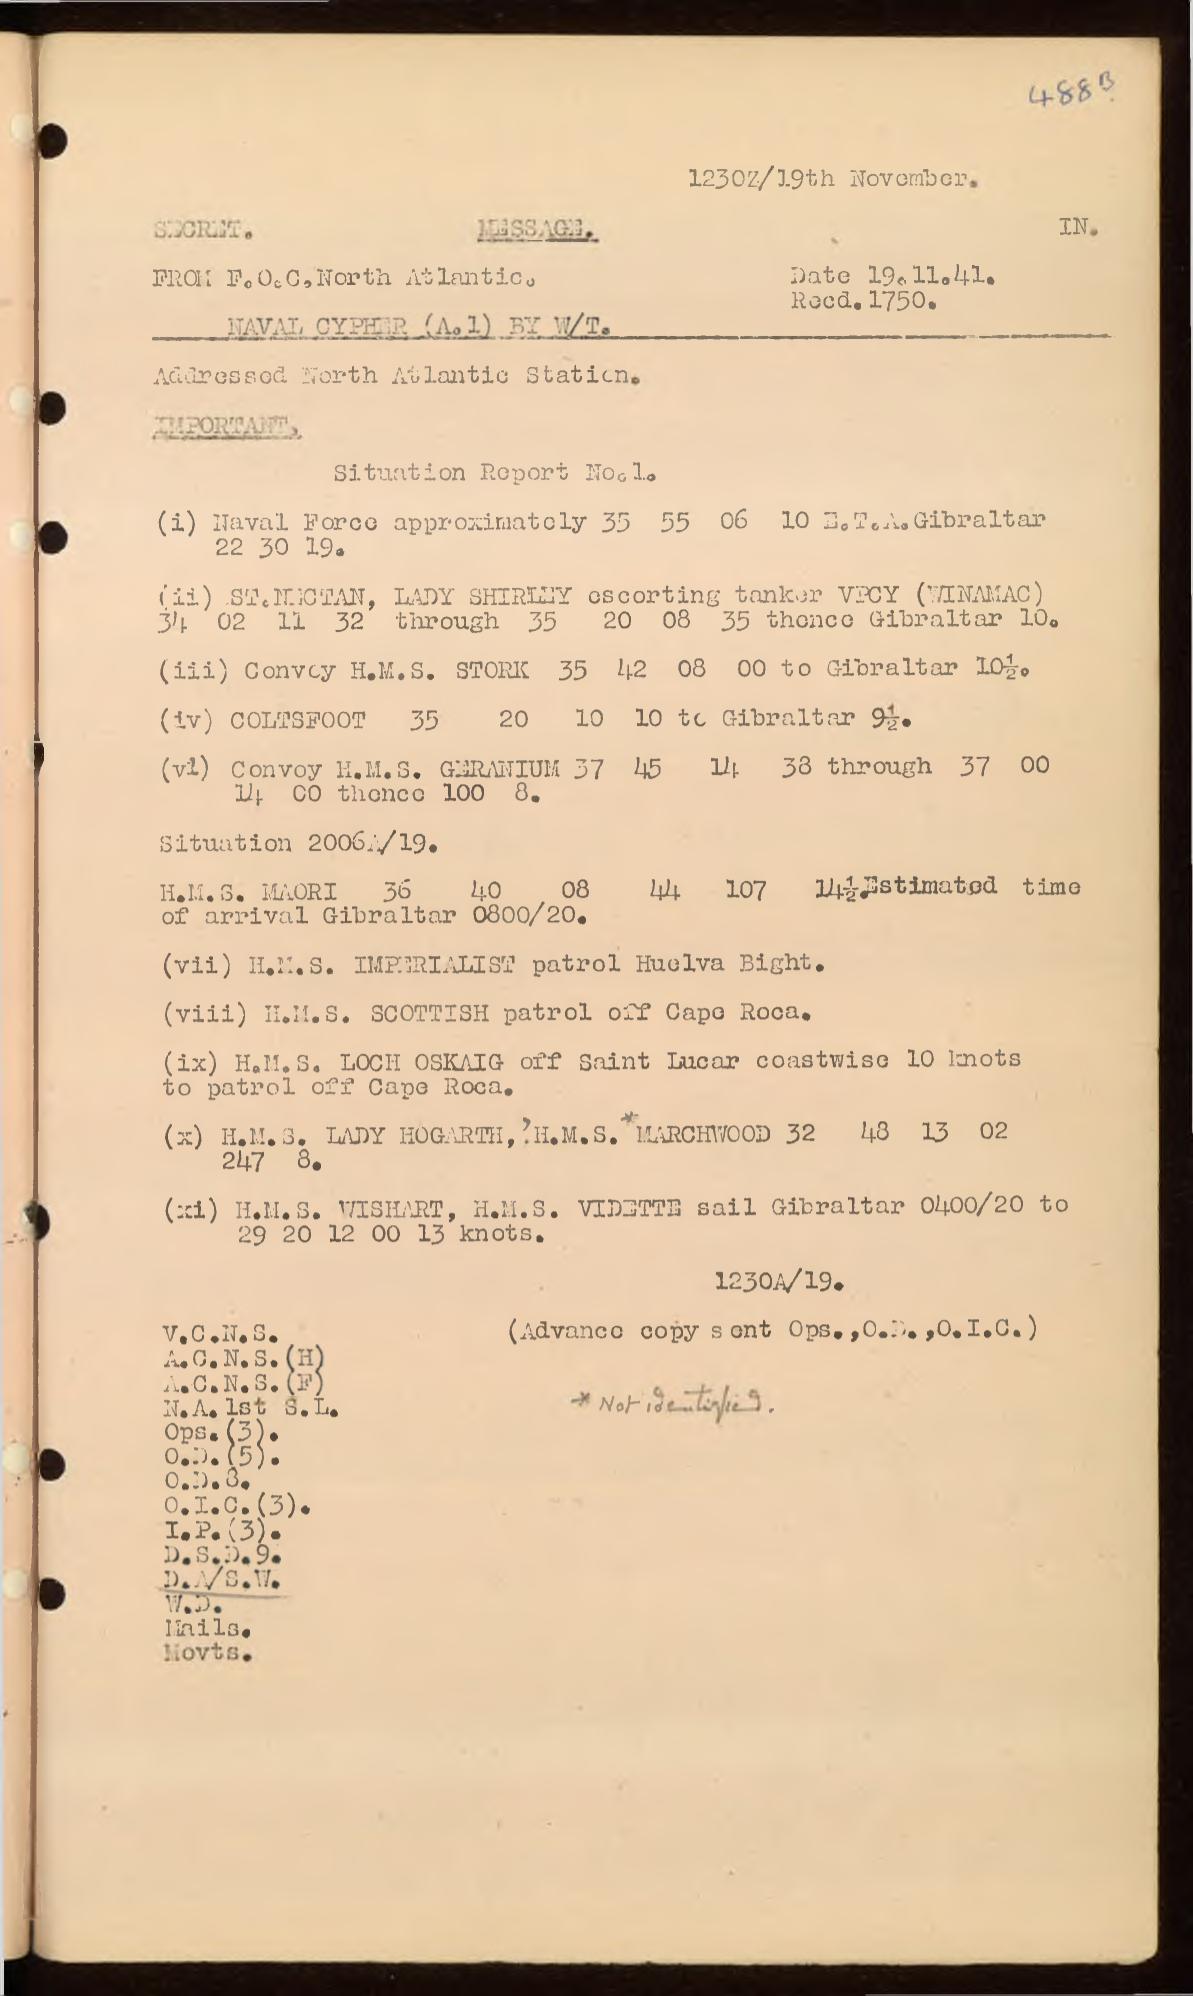 488B
1230Z/19th November.
SECRET. MESSAGE. IN.
FROM F.O.C,North Atlantic. Date 19.11.41.
Recd.1750.
NAVAL CYPHER (A.1) BY W/T.
Addressed North Atlantic Station.
IMPORTANT,
Situation Report No.1.
(i) Naval Force approximately 35 55 06 10 E.T.A.Gibraltar
22 30 19.
(ii) ST.NECTAN, LADY SHIRLEY escorting tanker VPCY (WINAMAC)
34 02 11 32 through 35 20 08 35 thence Gibraltar 10.
(iii) Convoy H.M.S. STORK 35 42 08 00 to Gibraltar 10½.
(iv) COLTSFOOT 35 20 10 10 to Gibraltar 9½.
(vi) Convoy H.M.S. GERANIUM 37 45 14 38 through 37 00
14 00 thence 100 8.
Situation 2006A/19.
H.M.S. MAORI 36 40 08 44 107 14½.Estimated time
of arrival Gibraltar 0800/20.
(vii) H.M.S. IMPERIALIST patrol Huelva Bight.
(viii) H.M.S. SCOTTISH patrol off Cape Roca.
(ix) H.M.S. LOCH OSKAIG off Saint Lucar coastwise 10 knots
to patrol off Cape Roca.
(x) H.M.S. LADY HOGARTH,?H.M.S.*MARCHWOOD 32 48 13 02
247 8.
(xi) H.M.S. WISHART, H.M.S. VIDETTE sail Gibraltar 0400/20 to
29 20 12 00 13 knots.
1230A/19.
V.C.N.S. (Advance copy sent Ops.,O.D.,O.I.C.)
A.C.N.S.(H)
A.C.N.S.(F)
N.A.1st S.L. * Not identified.
Ops.(3).
O.D.(5).
O.D.8.
O.I.C.(3).
I.P.(3).
D.S.D.9.
D.A/S.W.
W.D.
Mails.
Movts.